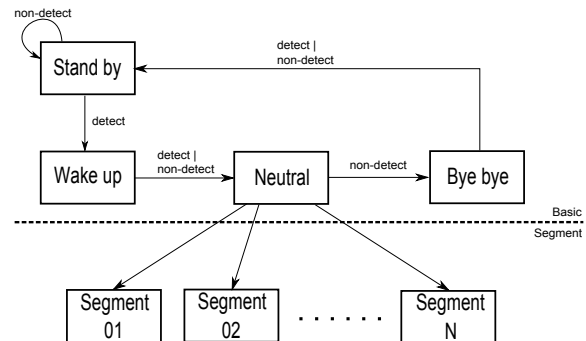 non-detect
Stand by
detect |
non-detect
detect
Wake up
detect |
non-detect
Neutral
non-detect
Bye bye
Basic
Segment
Segment
01
Segment
02
. . . . . .
Segment
N